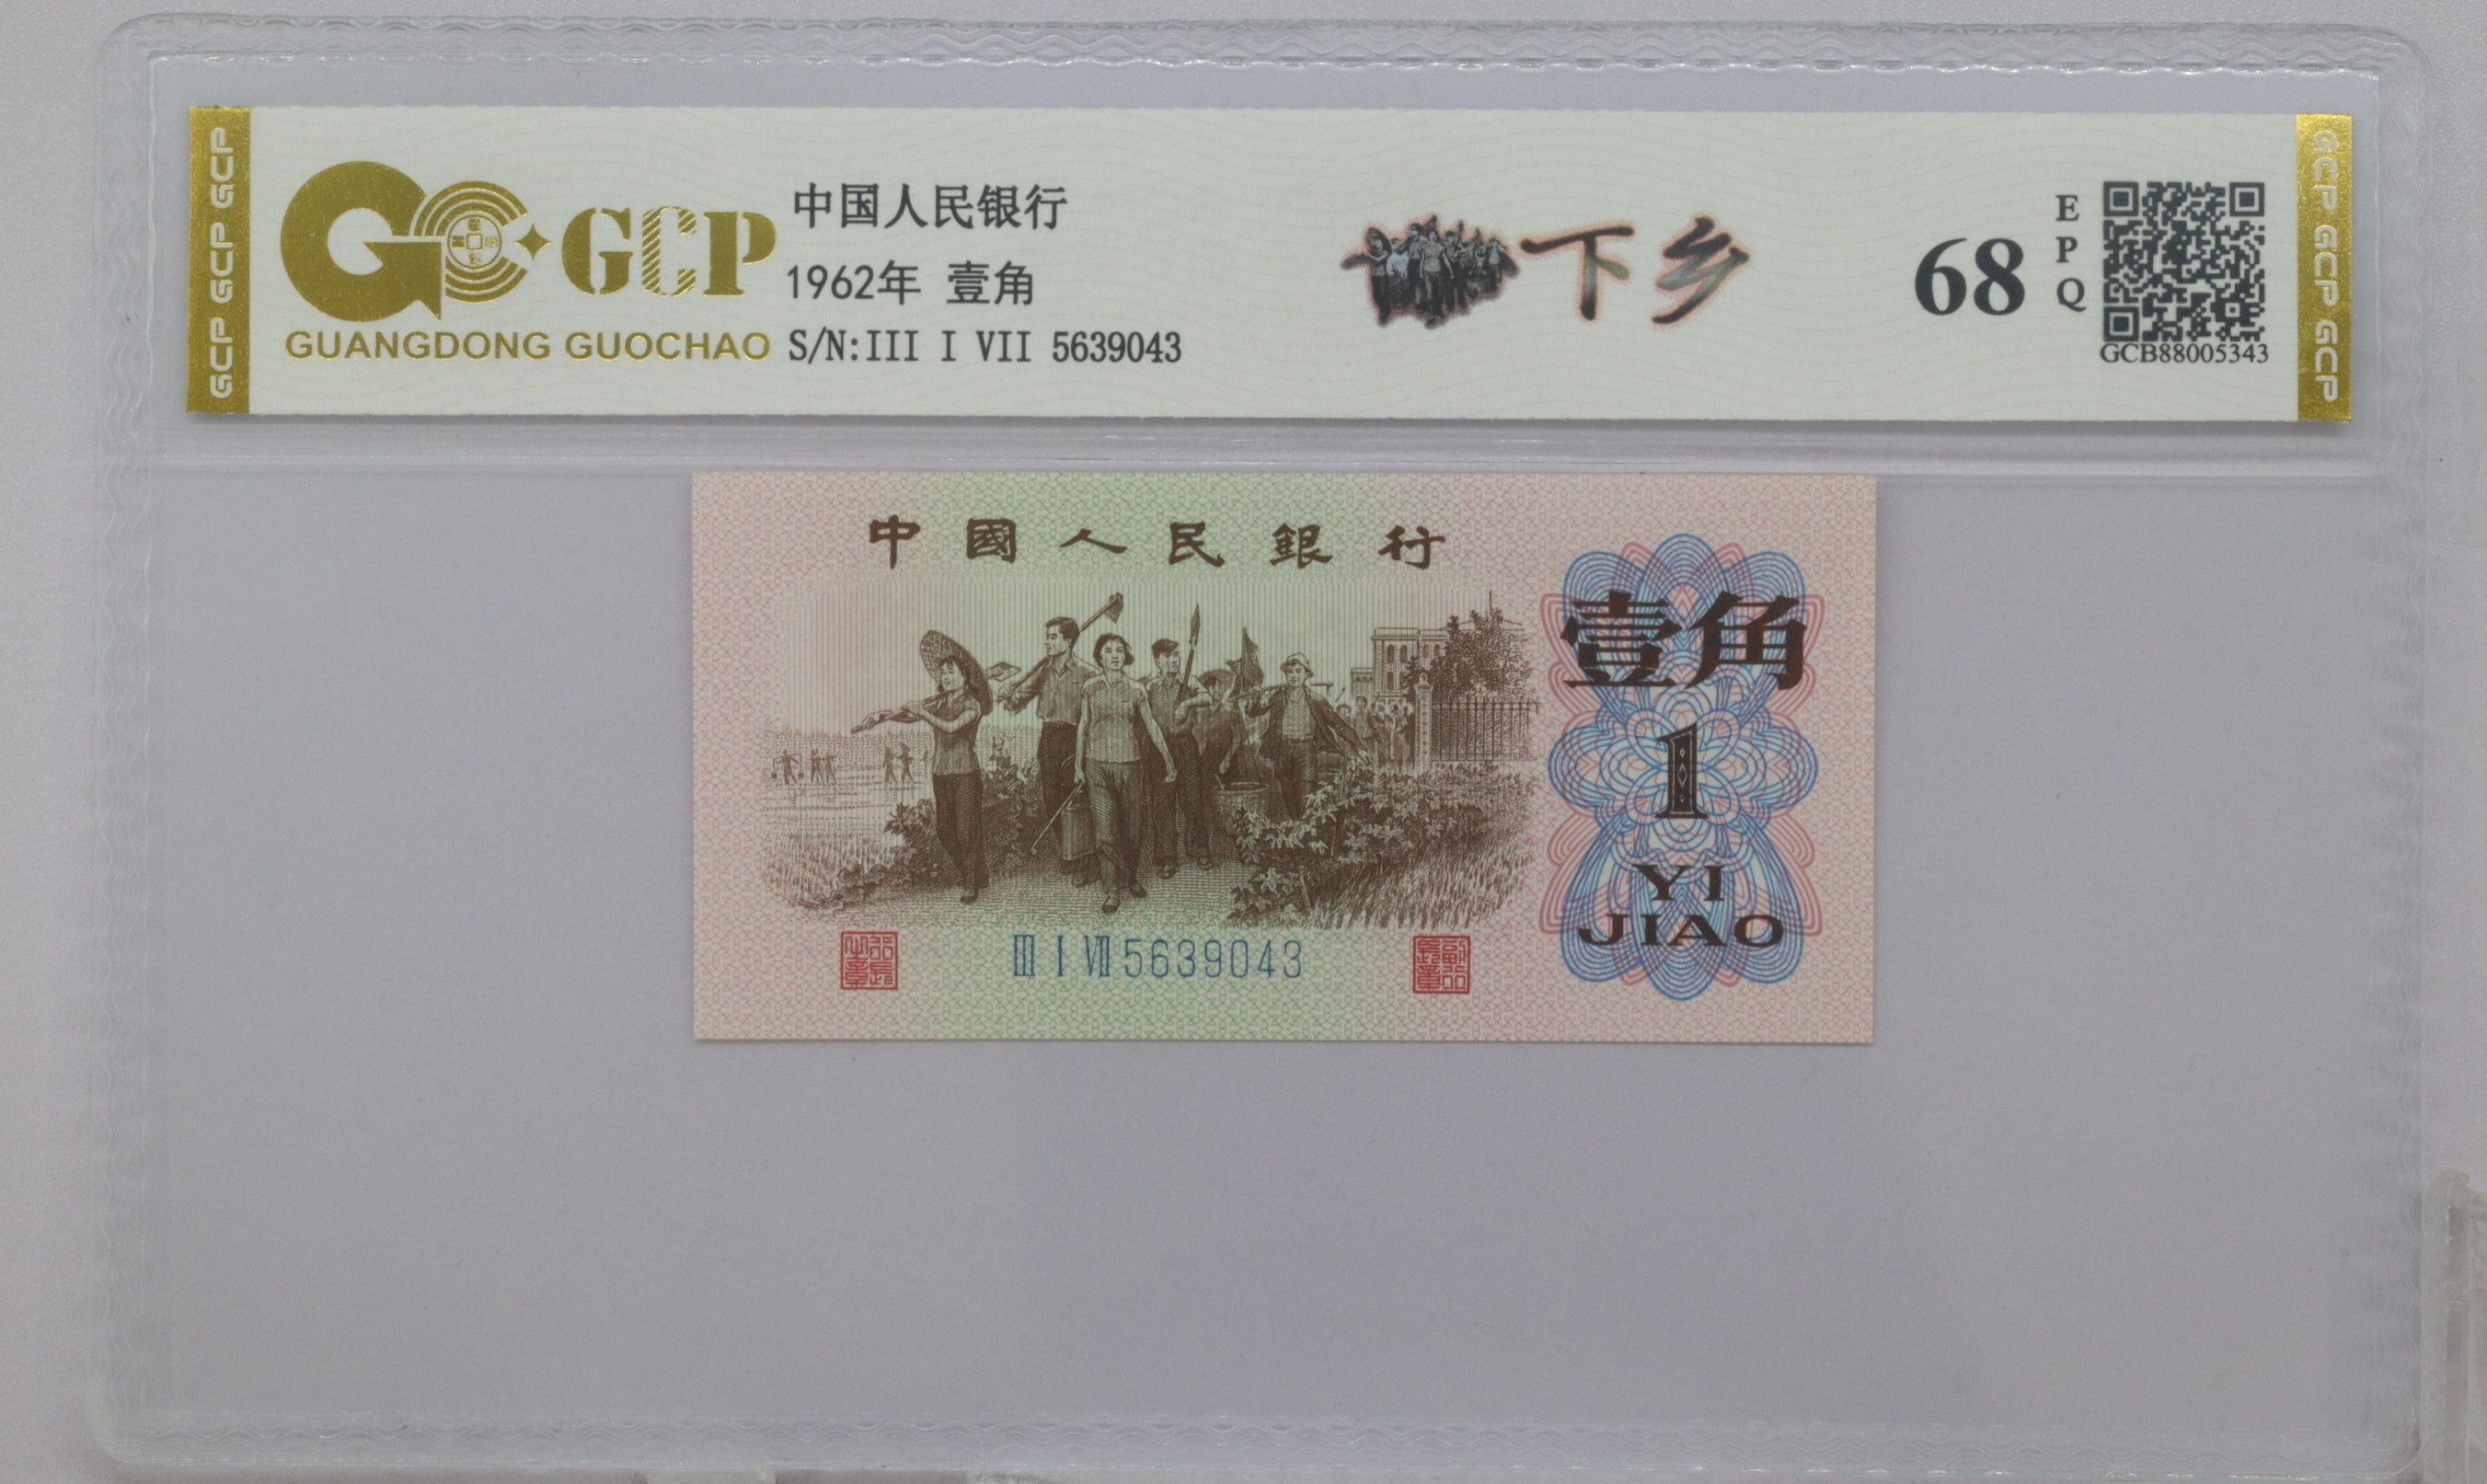 GCP GCP GCP
GCP
GUANGDONG GUOCHAO
中国人民银行
1962年 壹角
S/N:III I VII 5639043
下乡
68
E
P
Q
GCB88005343
GCP GCP GCP
中國人民銀行
壹角
1
YI
JIAO
III I VII 5639043